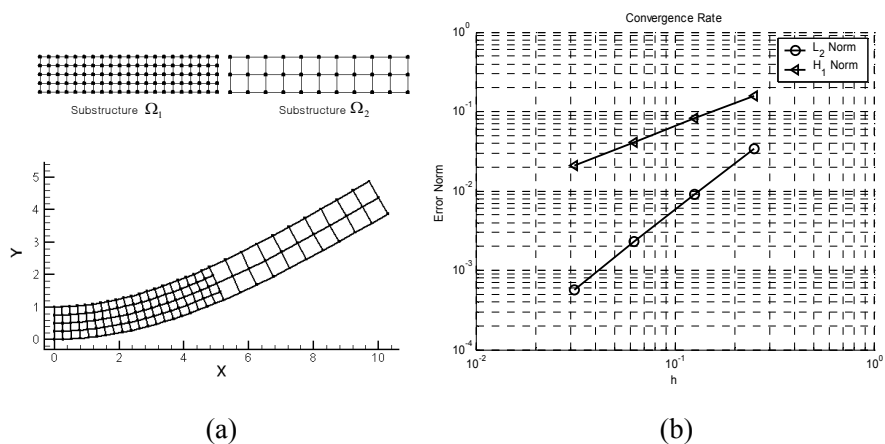 Substructure Ω1
Substructure Ω2
Y
5
4
3
2
1
0
0
2
4
6
8
10
X
(a)
Convergence Rate
L2 Norm
H1 Norm
Error Norm
10^0
10^-1
10^-2
10^-3
10^-4
10^-2
10^-1
10^0
h
(b)